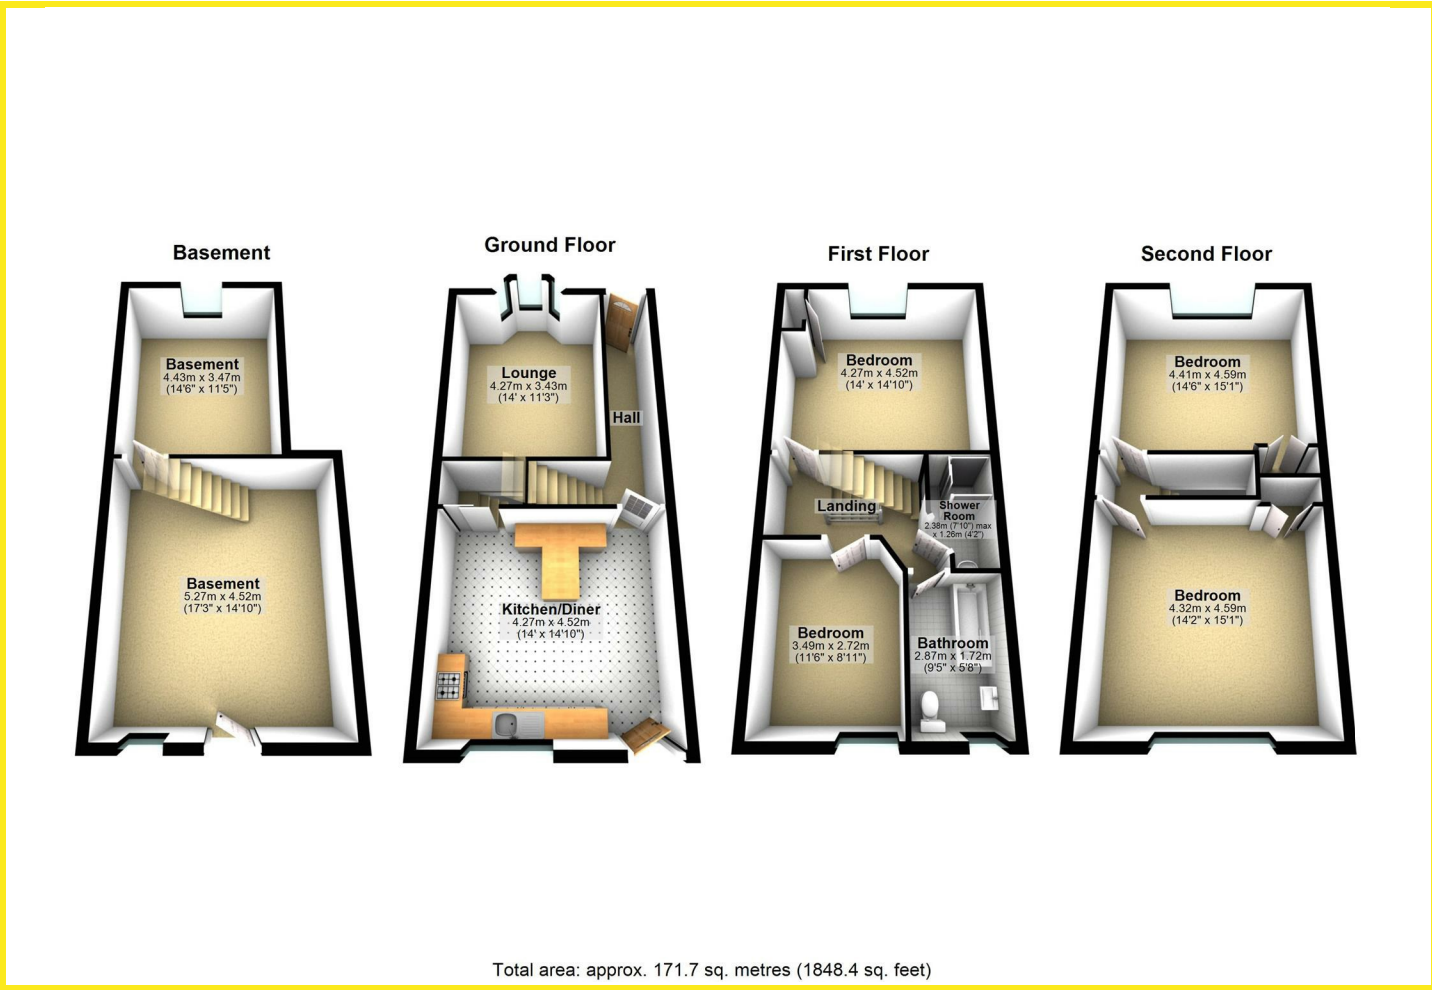 Basement
Basement
4.43m x 3.47m
(14'6" x 11'5")
Basement
5.27m x 4.52m
(17'3" x 14'10")
Ground Floor
Lounge
4.27m x 3.43m
(14' x 11'3")
Hall
Kitchen/Diner
4.27m x 4.52m
(14' x 14'10")
First Floor
Bedroom
4.27m x 4.52m
(14' x 14'10")
Landing
Shower
Room
2.38m (7'10") max
x 1.26m (4'2")
Bedroom
3.49m x 2.72m
(11'6" x 8'11")
Bathroom
2.87m x 1.72m
(9'5" x 5'8")
Second Floor
Bedroom
4.41m x 4.59m
(14'6" x 15'1")
Bedroom
4.32m x 4.59m
(14'2" x 15'1")
Total area: approx. 171.7 sq. metres (1848.4 sq. feet)